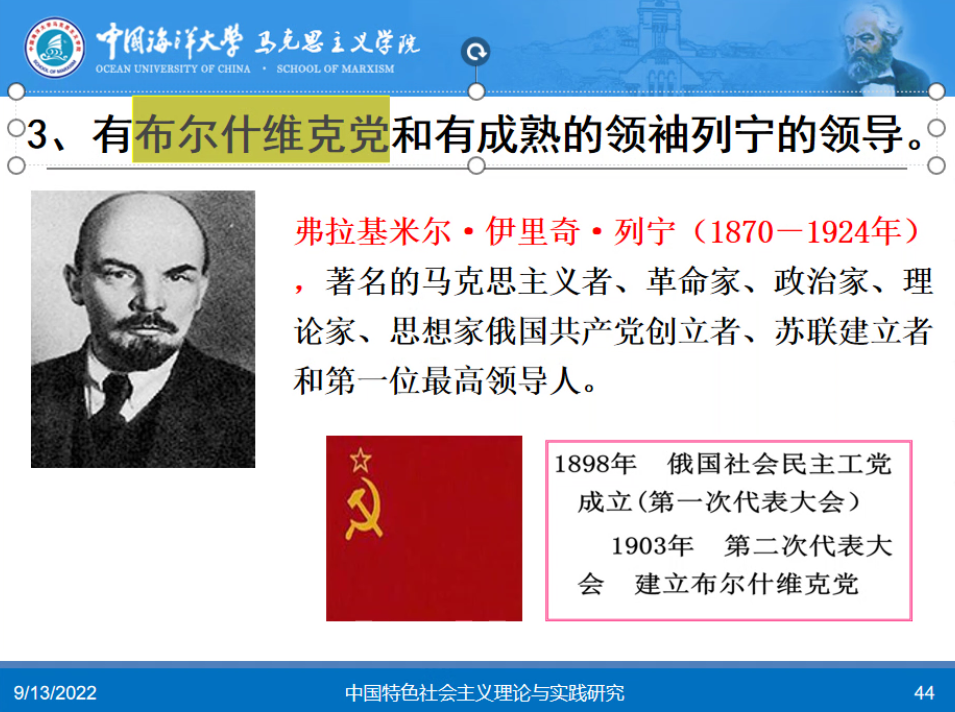 中国海洋大学 马克思主义学院
OCEAN UNIVERSITY OF CHINA · SCHOOL OF MARXISM
3、有布尔什维克党和有成熟的领袖列宁的领导。
弗拉基米尔·伊里奇·列宁（1870－1924年）
，著名的马克思主义者、革命家、政治家、理
论家、思想家俄国共产党创立者、苏联建立者
和第一位最高领导人。
1898年 俄国社会民主工党
成立(第一次代表大会）
1903年 第二次代表大
会 建立布尔什维克党
9/13/2022
中国特色社会主义理论与实践研究
44